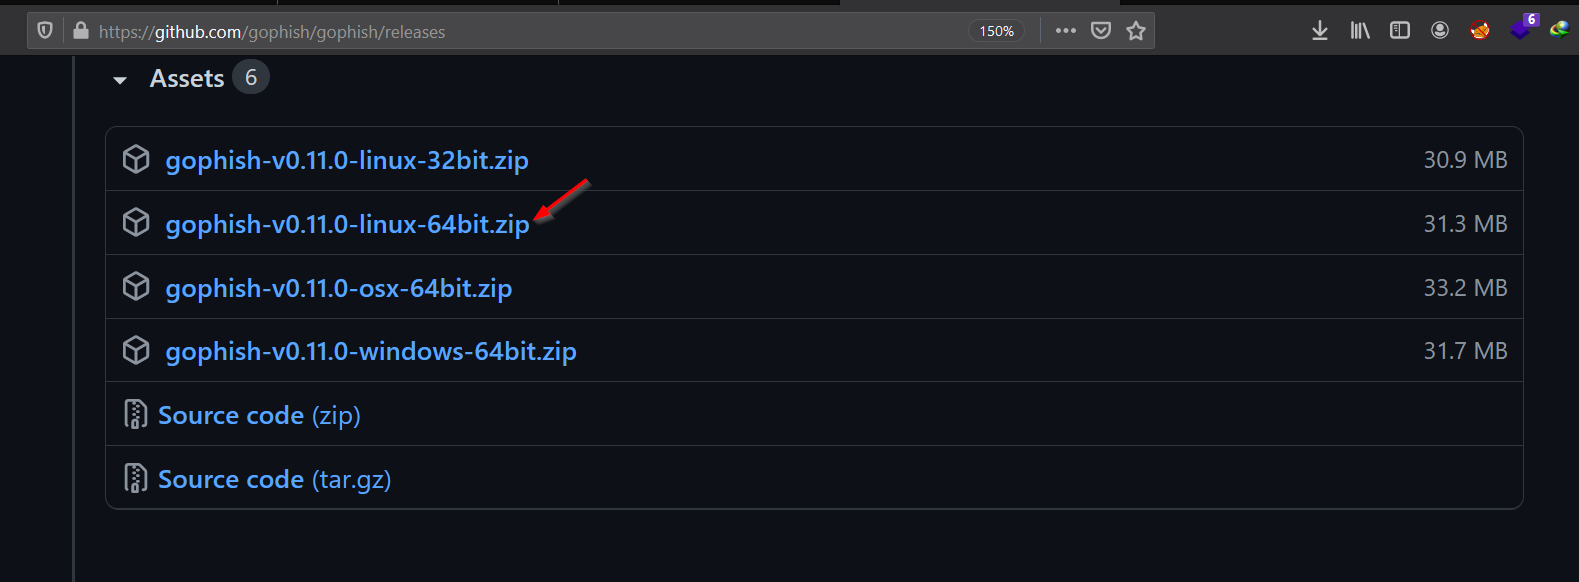 https://github.com/gophish/gophish/releases 150% 6
Assets 6
gophish-v0.11.0-linux-32bit.zip 30.9 MB
gophish-v0.11.0-linux-64bit.zip 31.3 MB
gophish-v0.11.0-osx-64bit.zip 33.2 MB
gophish-v0.11.0-windows-64bit.zip 31.7 MB
Source code (zip)
Source code (tar.gz)